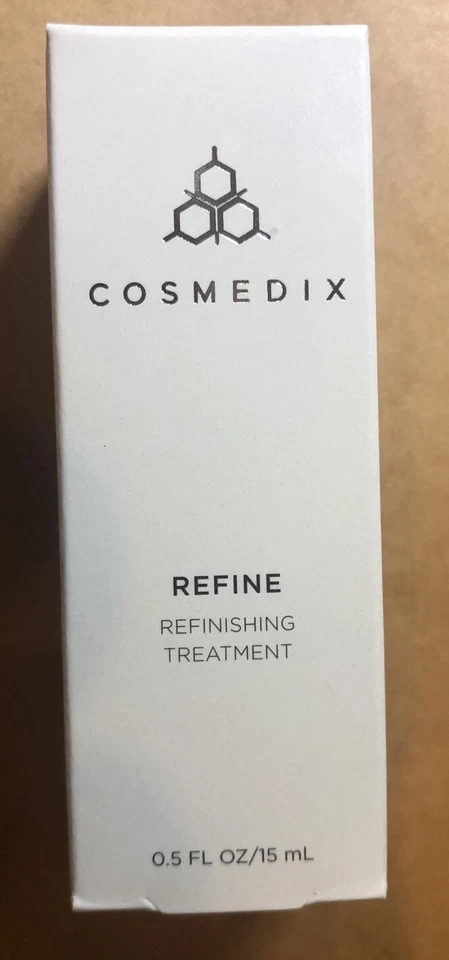 COSMEDIX
REFINE
REFINISHING
TREATMENT
0.5 FL OZ/15 mL